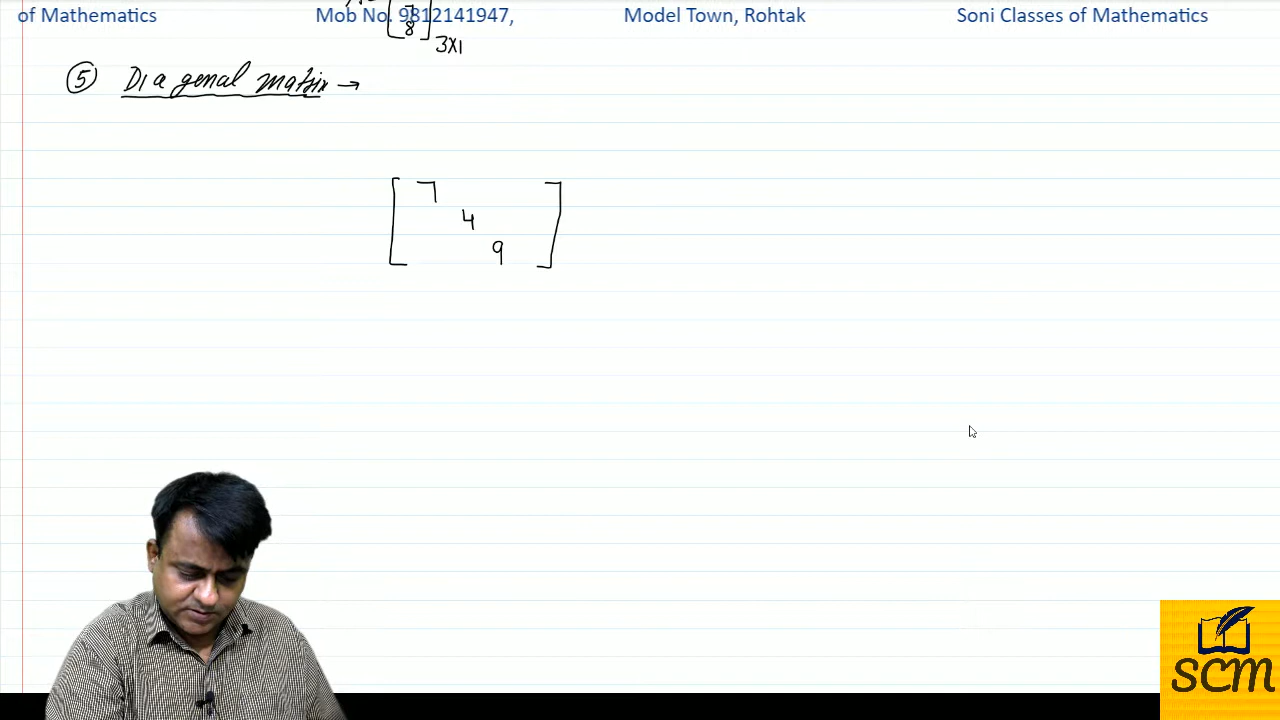 of Mathematics Mob No. 9812141947, Model Town, Rohtak Soni Classes of Mathematics
7
8
3x1
5 Diagonal matrix →
7
4
9
SCM